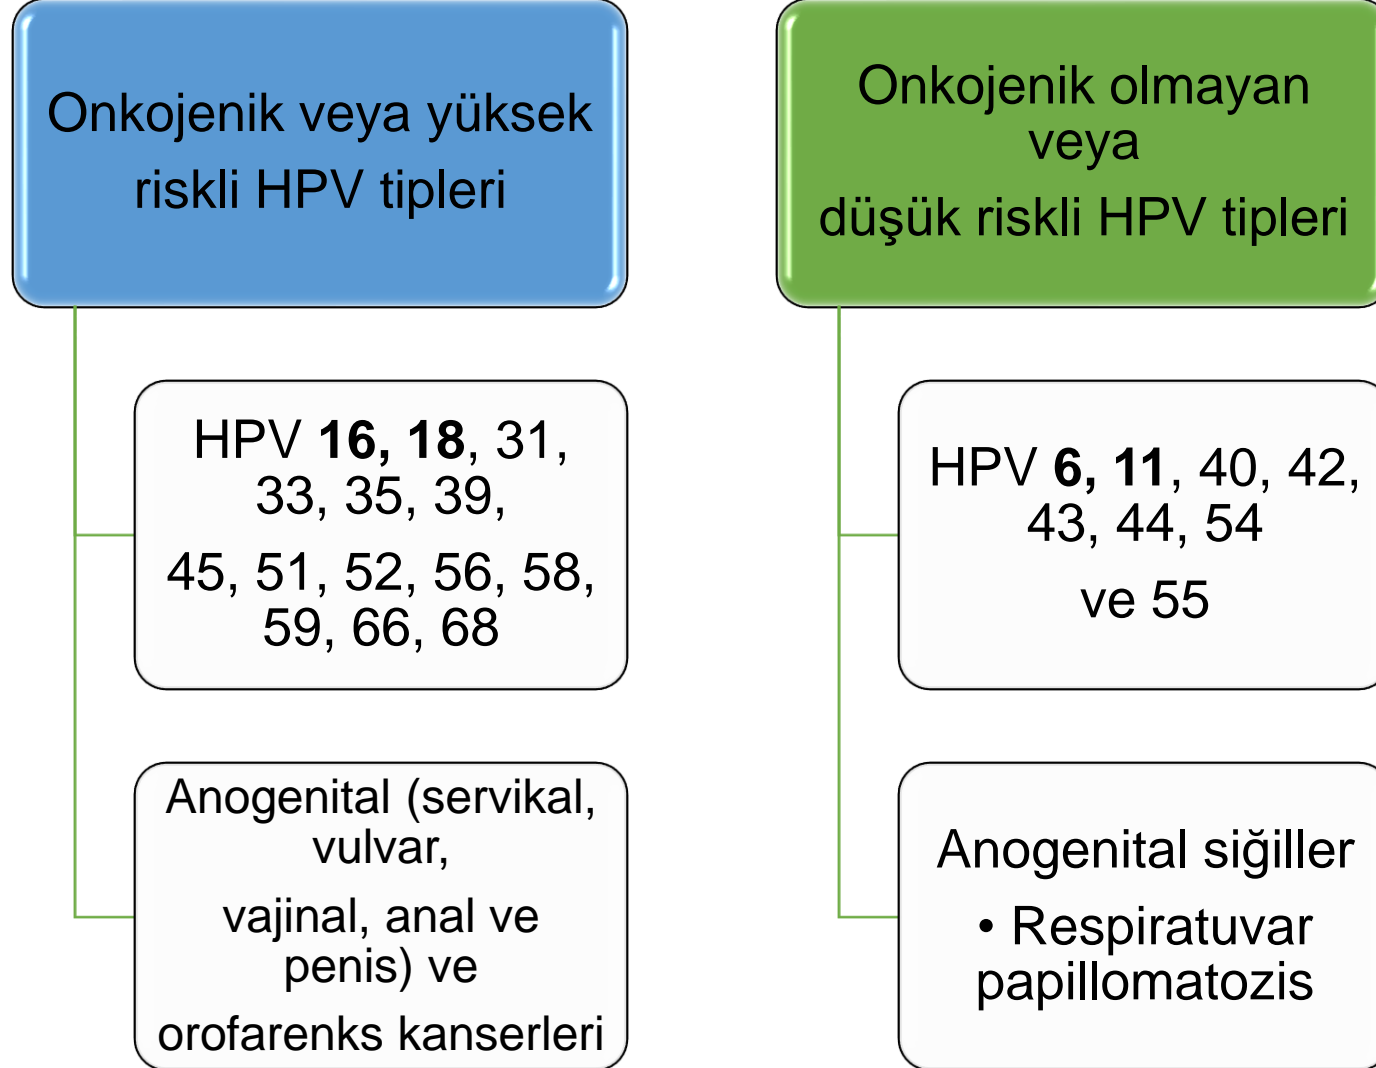 Onkojenik veya yüksek
riskli HPV tipleri
HPV 16, 18, 31,
33, 35, 39,
45, 51, 52, 56, 58,
59, 66, 68
Anogenital (servikal,
vulvar,
vajinal, anal ve
penis) ve
orofarenks kanserleri
Onkojenik olmayan
veya
düşük riskli HPV tipleri
HPV 6, 11, 40, 42,
43, 44, 54
ve 55
Anogenital siğiller
• Respiratuvar
papillomatozis